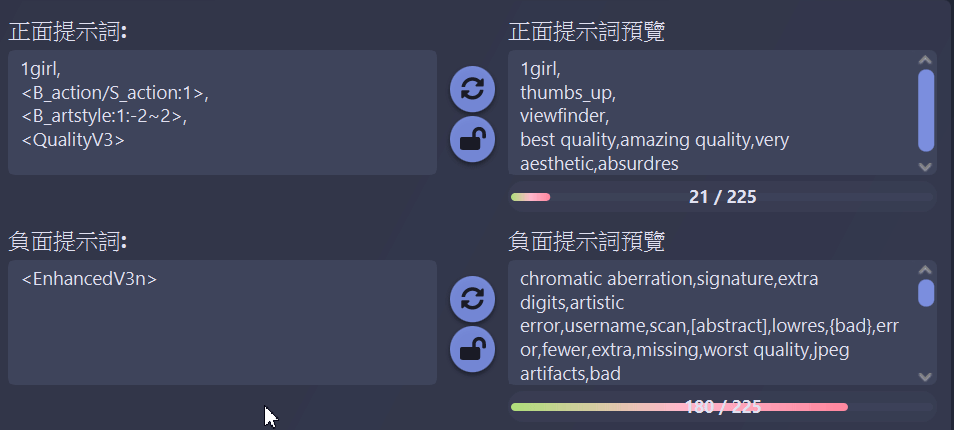 正面提示詞:
1girl,
<B_action/S_action:1>,
<B_artstyle:1:-2~2>,
<QualityV3>
正面提示詞預覽
1girl,
thumbs_up,
viewfinder,
best quality,amazing quality,very
aesthetic,absurdres
21 / 225
負面提示詞:
<EnhancedV3n>
負面提示詞預覽
chromatic aberration,signature,extra
digits,artistic
error,username,scan,[abstract],lowres,{bad},err
or,fewer,extra,missing,worst quality,jpeg
artifacts,bad
180 / 225